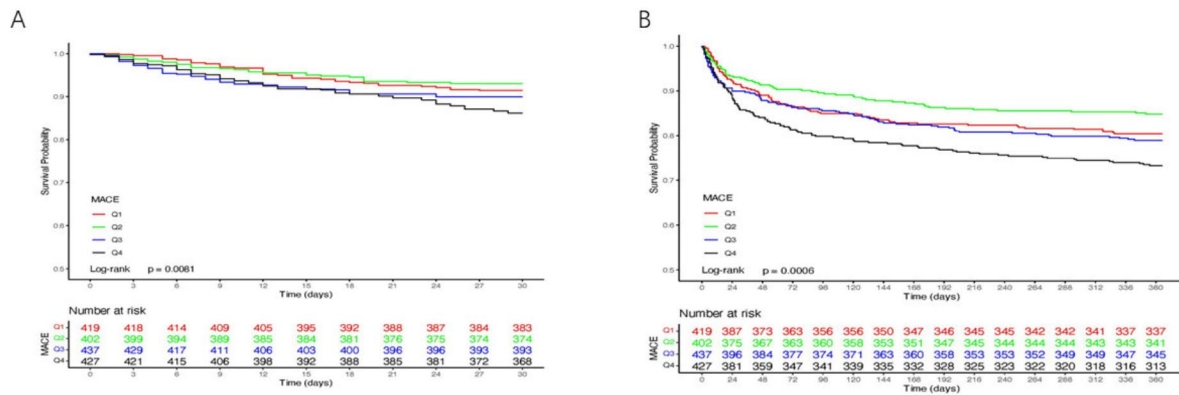 A
1.0
0.9
0.8
0.7
0.6
0.5
Survival Probability
MACE
Q1
Q2
Q3
Q4
Log-rank p = 0.0081
0 3 6 9 12 15 18 21 24 27 30
Time (days)
Number at risk
MACE
Q1 419 418 414 409 405 395 392 388 387 384 383
Q2 402 399 394 389 385 384 381 376 375 374 374
Q3 437 429 417 411 406 403 400 396 396 393 393
Q4 427 421 415 406 398 392 388 385 381 372 368
0 3 6 9 12 15 18 21 24 27 30
Time (days)
B
1.0
0.9
0.8
0.7
0.6
0.5
Survival Probability
MACE
Q1
Q2
Q3
Q4
Log-rank p = 0.0006
0 24 48 72 96 120 144 168 192 216 240 264 288 312 336 360
Time (days)
Number at risk
MACE
Q1 419 387 373 363 356 356 350 347 346 345 345 342 342 341 337 337
Q2 402 375 367 363 360 358 353 351 347 345 344 344 344 343 343 341
Q3 437 396 384 377 374 371 363 360 358 353 353 352 349 349 347 345
Q4 427 381 359 347 341 339 335 332 328 325 323 322 320 318 316 313
0 24 48 72 96 120 144 168 192 216 240 264 288 312 336 360
Time (days)